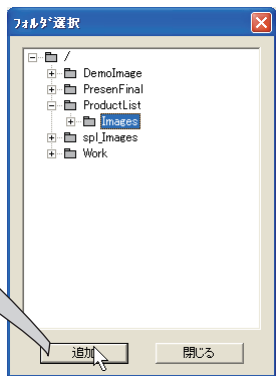 フォルダ選択
/
DemoImage
PresenFinal
ProductList
Images
spl_Images
Work
追加
閉じる